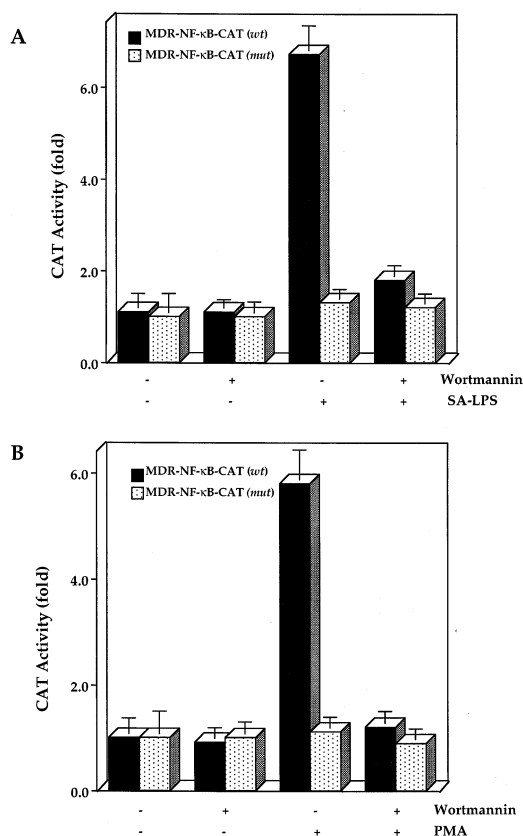 A
MDR-NF-κB-CAT (wt)
MDR-NF-κB-CAT (mut)
CAT Activity (fold)
6.0
4.0
2.0
0.0
- + - + Wortmannin
- - + + SA-LPS
B
MDR-NF-κB-CAT (wt)
MDR-NF-κB-CAT (mut)
CAT Activity (fold)
6.0
4.0
2.0
0.0
- + - + Wortmannin
- - + + PMA